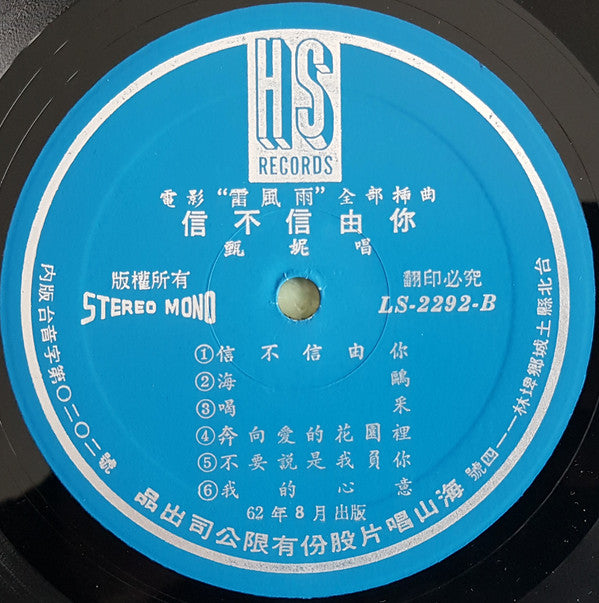 HS
RECORDS
電影“雷風雨”全部挿曲
信不信由你
甄妮唱
版權所有
STEREO MONO
翻印必究
LS-2292-B
①信不信由你
②海鷗
③喝采
④奔向愛的花園裡
⑤不要說是我負你
⑥我的心意
62年8月出版
內版台音字第〇二〇二號
海山唱片股份有限公司出品
台北縣土城鄉埤林一一四號